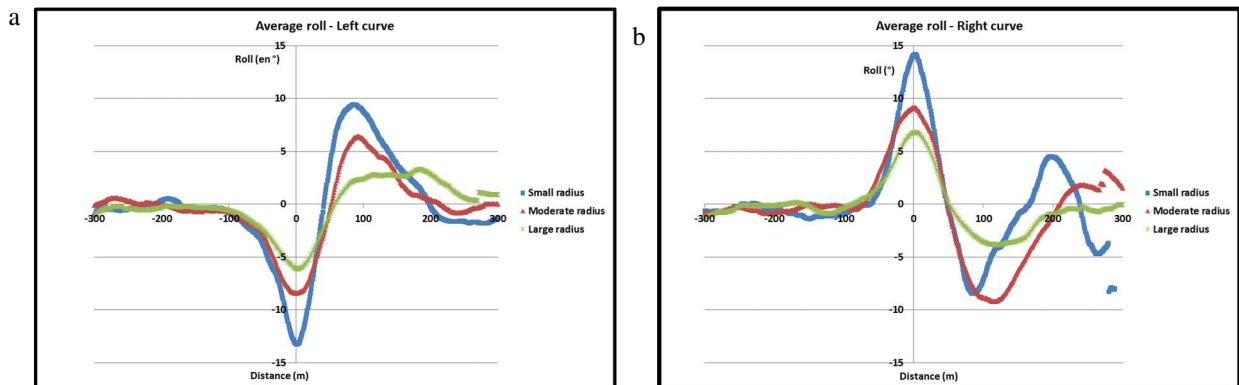 a
Average roll - Left curve
Roll (en °)
15
10
5
0
-5
-10
-15
-300
-200
-100
0
100
200
300
Distance (m)
Small radius
Moderate radius
Large radius
b
Average roll - Right curve
Roll (°)
15
10
5
0
-5
-10
-15
-300
-200
-100
0
100
200
300
Distance (m)
Small radius
Moderate radius
Large radius